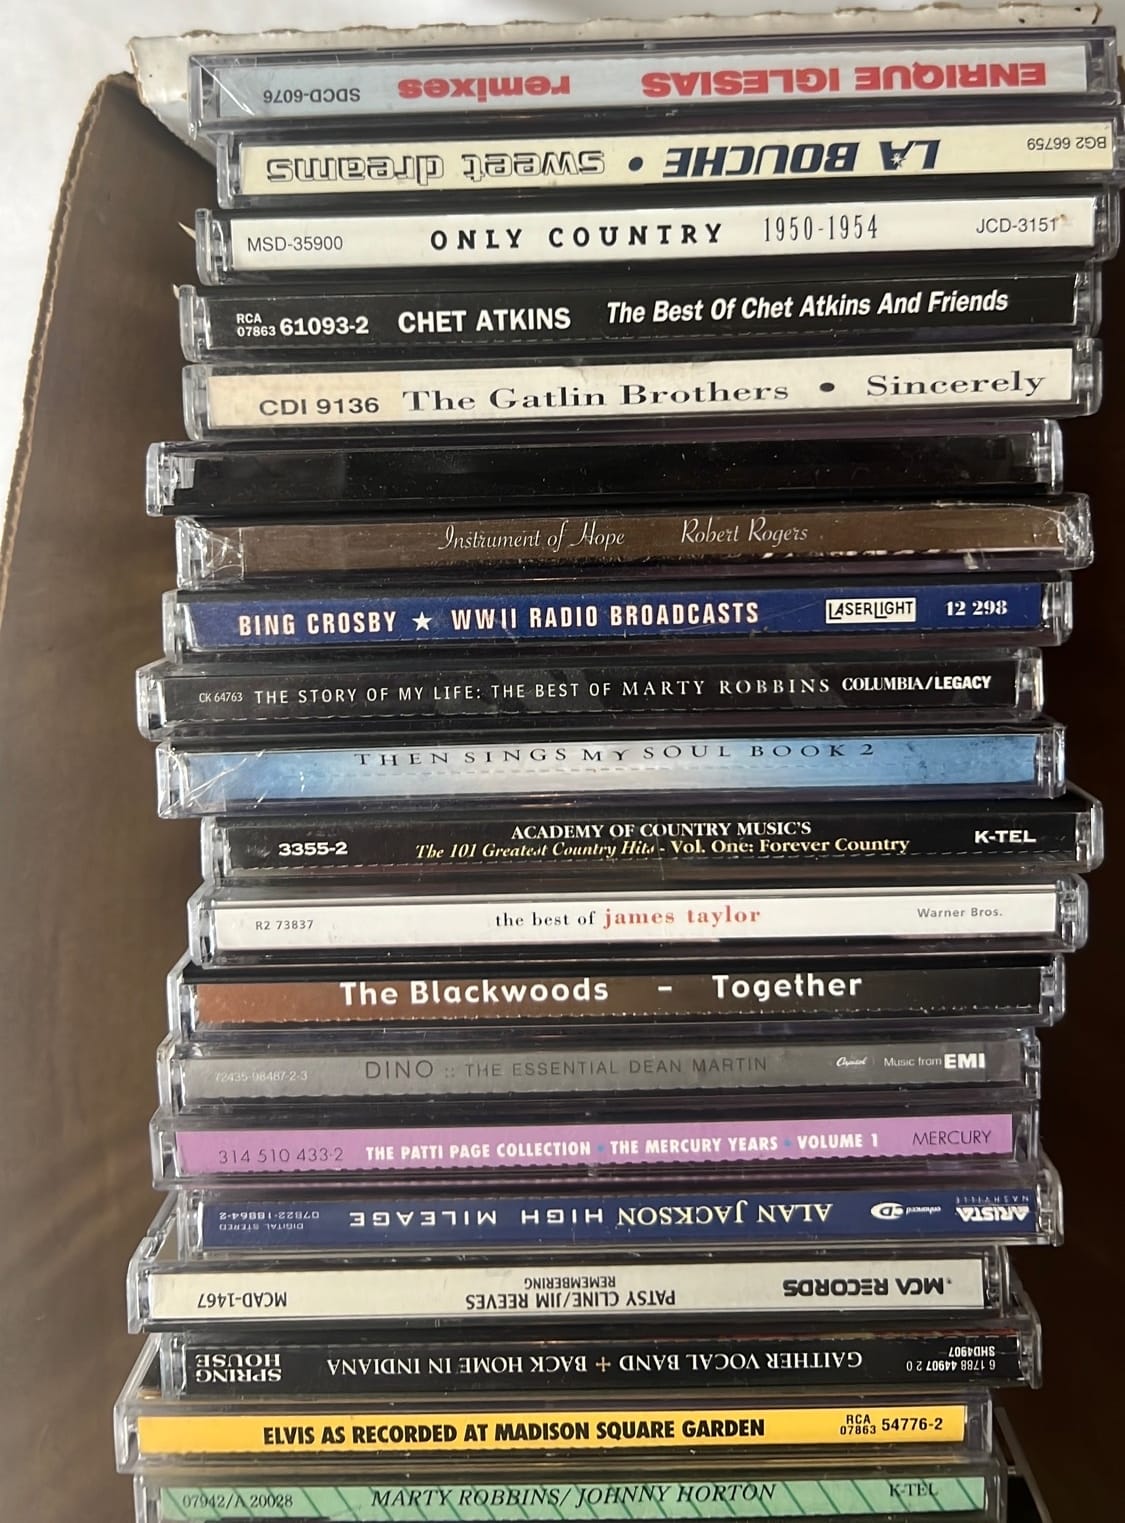 ENRIQUE IGLESIAS remixes SDCD-6076
BG2 66759 LA BOUCHE • sweet dreams
MSD-35900 ONLY COUNTRY 1950-1954 JCD-3151
RCA
07863 61093-2 CHET ATKINS The Best Of Chet Atkins And Friends
CDI 9136 The Gatlin Brothers • Sincerely
Instrument of Hope Robert Rogers
BING CROSBY ★ WWII RADIO BROADCASTS LASERLIGHT 12 298
CK 64763 THE STORY OF MY LIFE: THE BEST OF MARTY ROBBINS COLUMBIA/LEGACY
THEN SINGS MY SOUL BOOK 2
ACADEMY OF COUNTRY MUSIC'S
3355-2 The 101 Greatest Country Hits - Vol. One: Forever Country K-TEL
R2 73837 the best of james taylor Warner Bros.
The Blackwoods - Together
72435-98487-2-3 DINO :: THE ESSENTIAL DEAN MARTIN Capitol Music from EMI
314 510 433-2 THE PATTI PAGE COLLECTION • THE MERCURY YEARS • VOLUME 1 MERCURY
ARISTA NASHVILLE enhanced CD ALAN JACKSON HIGH MILEAGE DIGITAL STEREO
07822-18864-2
MCA RECORDS PATSY CLINE/JIM REEVES MCAD-1467
REMEMBERING
6 1788 44907 2 0 SHD4907 GAITHER VOCAL BAND + BACK HOME IN INDIANA SPRING
HOUSE
ELVIS AS RECORDED AT MADISON SQUARE GARDEN RCA
07863 54776-2
07942/A 20028 MARTY ROBBINS/JOHNNY HORTON K-TEL